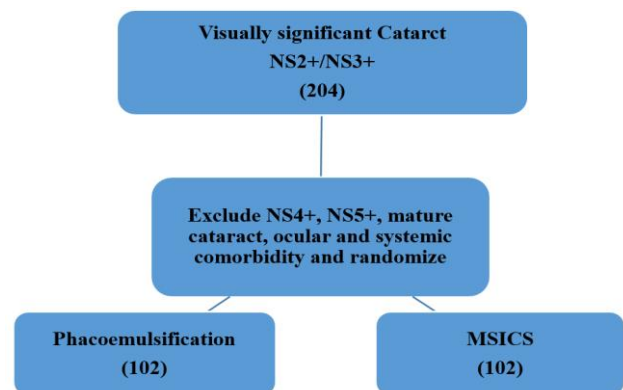 Visually significant Catarct
NS2+/NS3+
(204)
Exclude NS4+, NS5+, mature
cataract, ocular and systemic
comorbidity and randomize
Phacoemulsification
(102)
MSICS
(102)